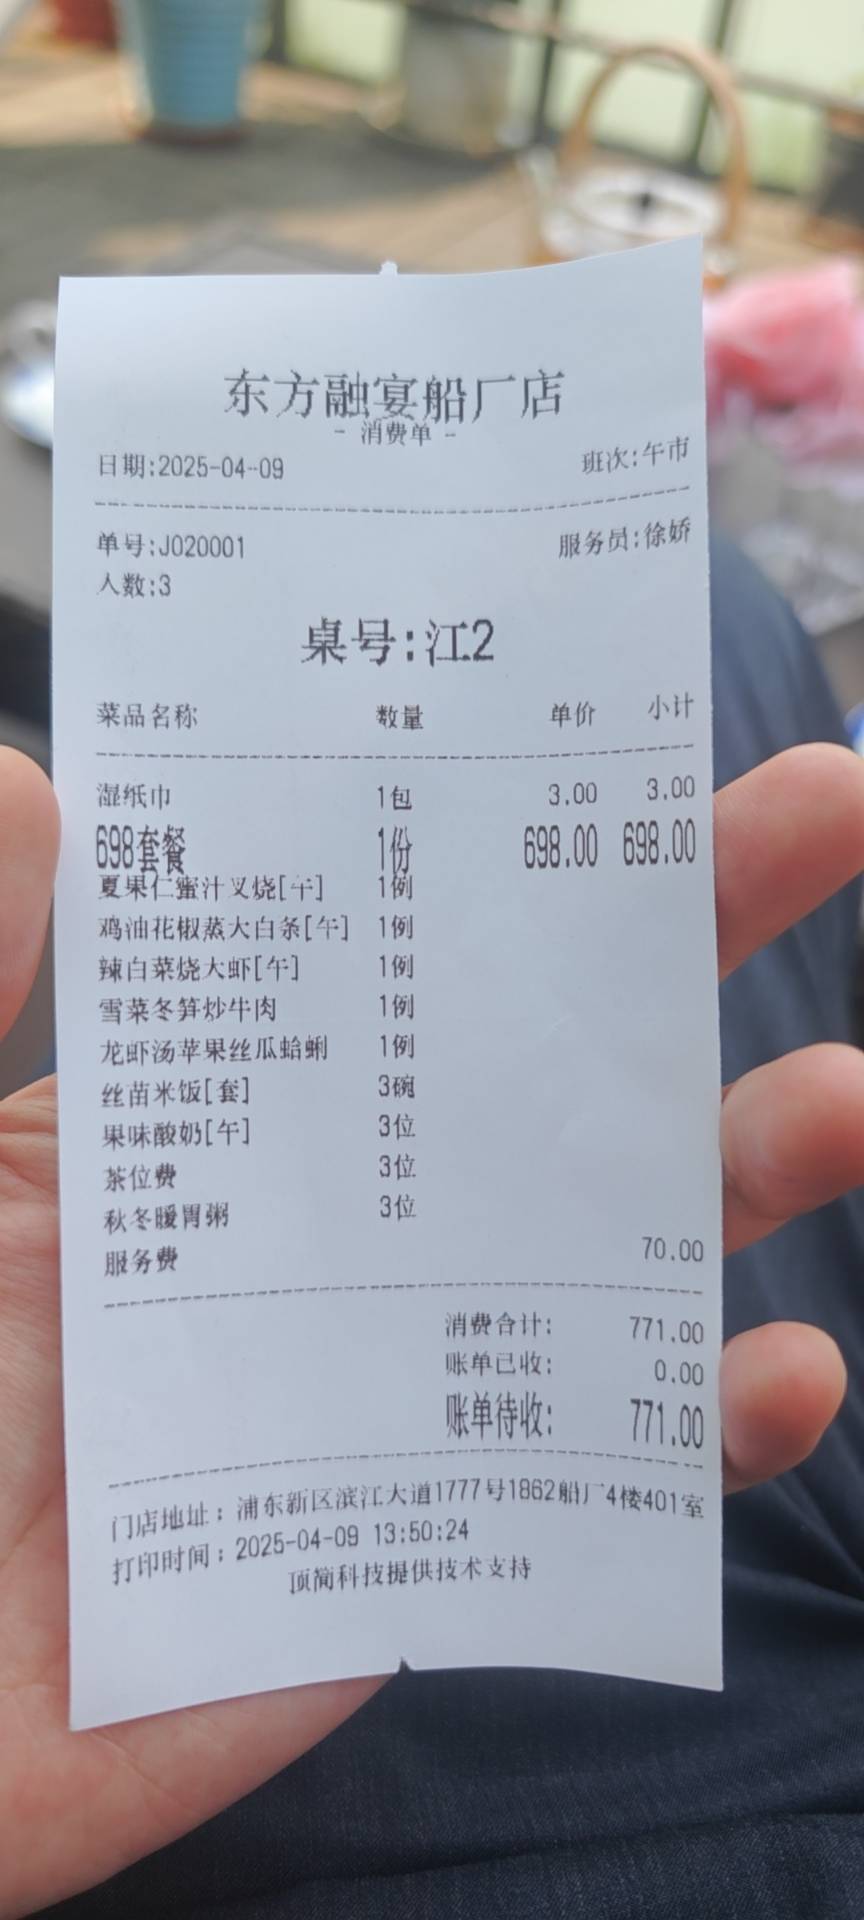 东方融宴船厂店
- 消费单 -
日期:2025-04-09 班次:午市
单号:J020001 服务员:徐娇
人数:3
桌号:江2
菜品名称 数量 单价 小计
湿纸巾 1包 3.00 3.00
698套餐 1份 698.00 698.00
夏果仁蜜汁叉烧[午] 1例
鸡油花椒蒸大白条[午] 1例
辣白菜烧大虾[午] 1例
雪菜冬笋炒牛肉 1例
龙虾汤苹果丝瓜蛤蜊 1例
丝苗米饭[套] 3碗
果味酸奶[午] 3位
茶位费 3位
秋冬暖胃粥 3位
服务费 70.00
消费合计: 771.00
账单已收: 0.00
账单待收: 771.00
门店地址：浦东新区滨江大道1777号1862船厂4楼401室
打印时间：2025-04-09 13:50:24
顶简科技提供技术支持